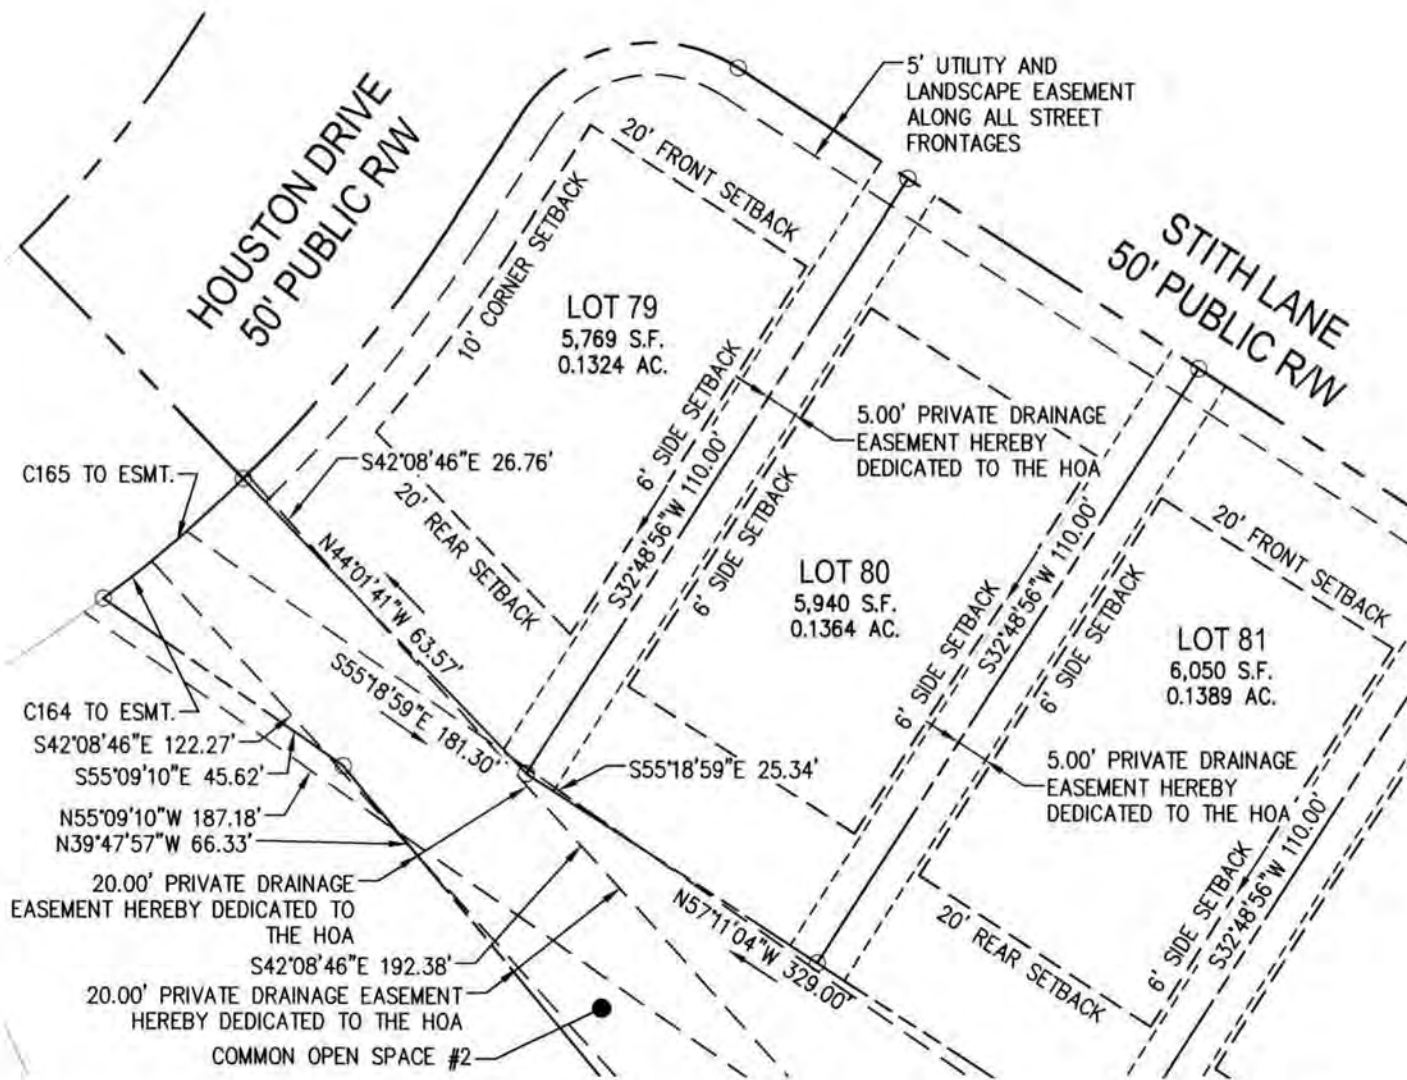 5' UTILITY AND
LANDSCAPE EASEMENT
ALONG ALL STREET
FRONTAGES
HOUSTON DRIVE
50' PUBLIC R/W
STITH LANE
50' PUBLIC R/W
20' FRONT SETBACK
10' CORNER SETBACK
LOT 79
5,769 S.F.
0.1324 AC.
6' SIDE SETBACK
S32°48'56"W 110.00'
20' REAR SETBACK
S42°08'46"E 26.76'
C165 TO ESMT.
N44°01'41"W 63.57'
S55°18'59"E 181.30'
5.00' PRIVATE DRAINAGE
EASEMENT HEREBY
DEDICATED TO THE HOA
6' SIDE SETBACK
LOT 80
5,940 S.F.
0.1364 AC.
6' SIDE SETBACK
S32°48'56"W 110.00'
20' FRONT SETBACK
6' SIDE SETBACK
LOT 81
6,050 S.F.
0.1389 AC.
5.00' PRIVATE DRAINAGE
EASEMENT HEREBY
DEDICATED TO THE HOA
6' SIDE SETBACK
S32°48'56"W 110.00'
20' REAR SETBACK
S55°18'59"E 25.34'
N57°11'04"W 329.00'
C164 TO ESMT.
S42°08'46"E 122.27'
S55°09'10"E 45.62'
N55°09'10"W 187.18'
N39°47'57"W 66.33'
20.00' PRIVATE DRAINAGE
EASEMENT HEREBY DEDICATED TO
THE HOA
S42°08'46"E 192.38'
20.00' PRIVATE DRAINAGE EASEMENT
HEREBY DEDICATED TO THE HOA
COMMON OPEN SPACE #2